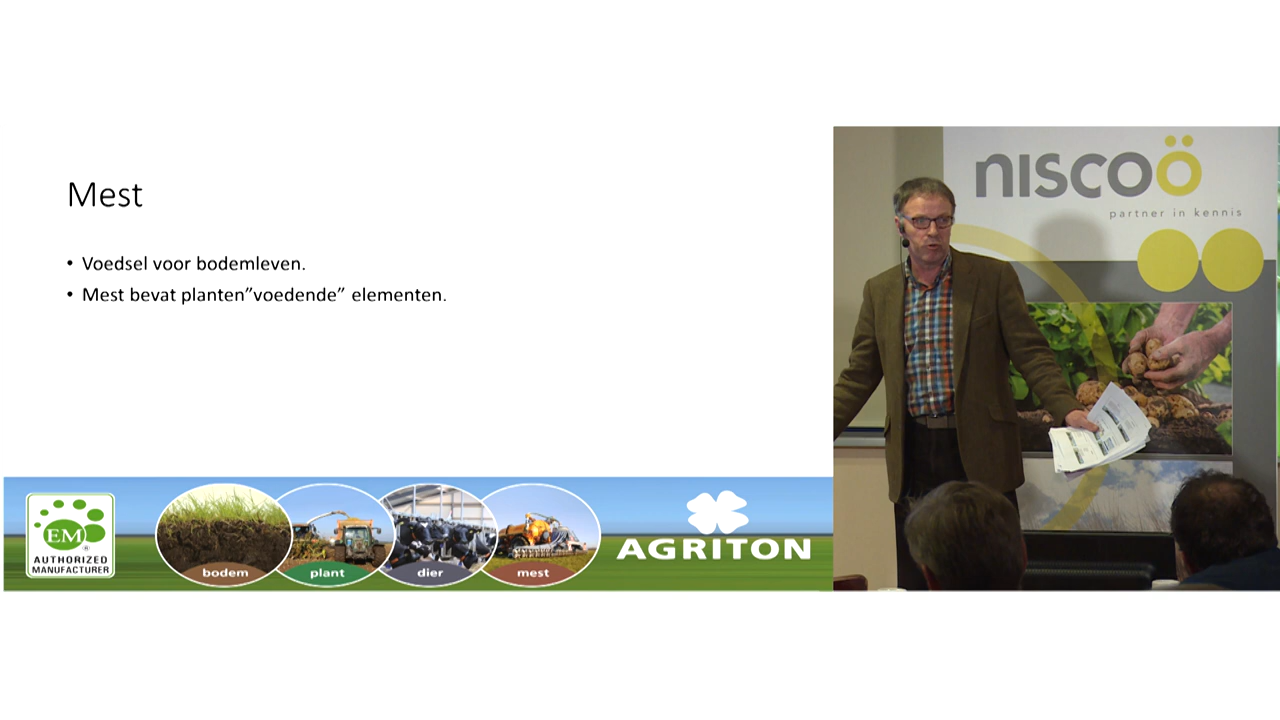 Mest
• Voedsel voor bodemleven.
• Mest bevat planten”voedende” elementen.
EM
®
AUTHORIZED
MANUFACTURER
bodem
plant
dier
mest
AGRITON
niscoö
partner in kennis